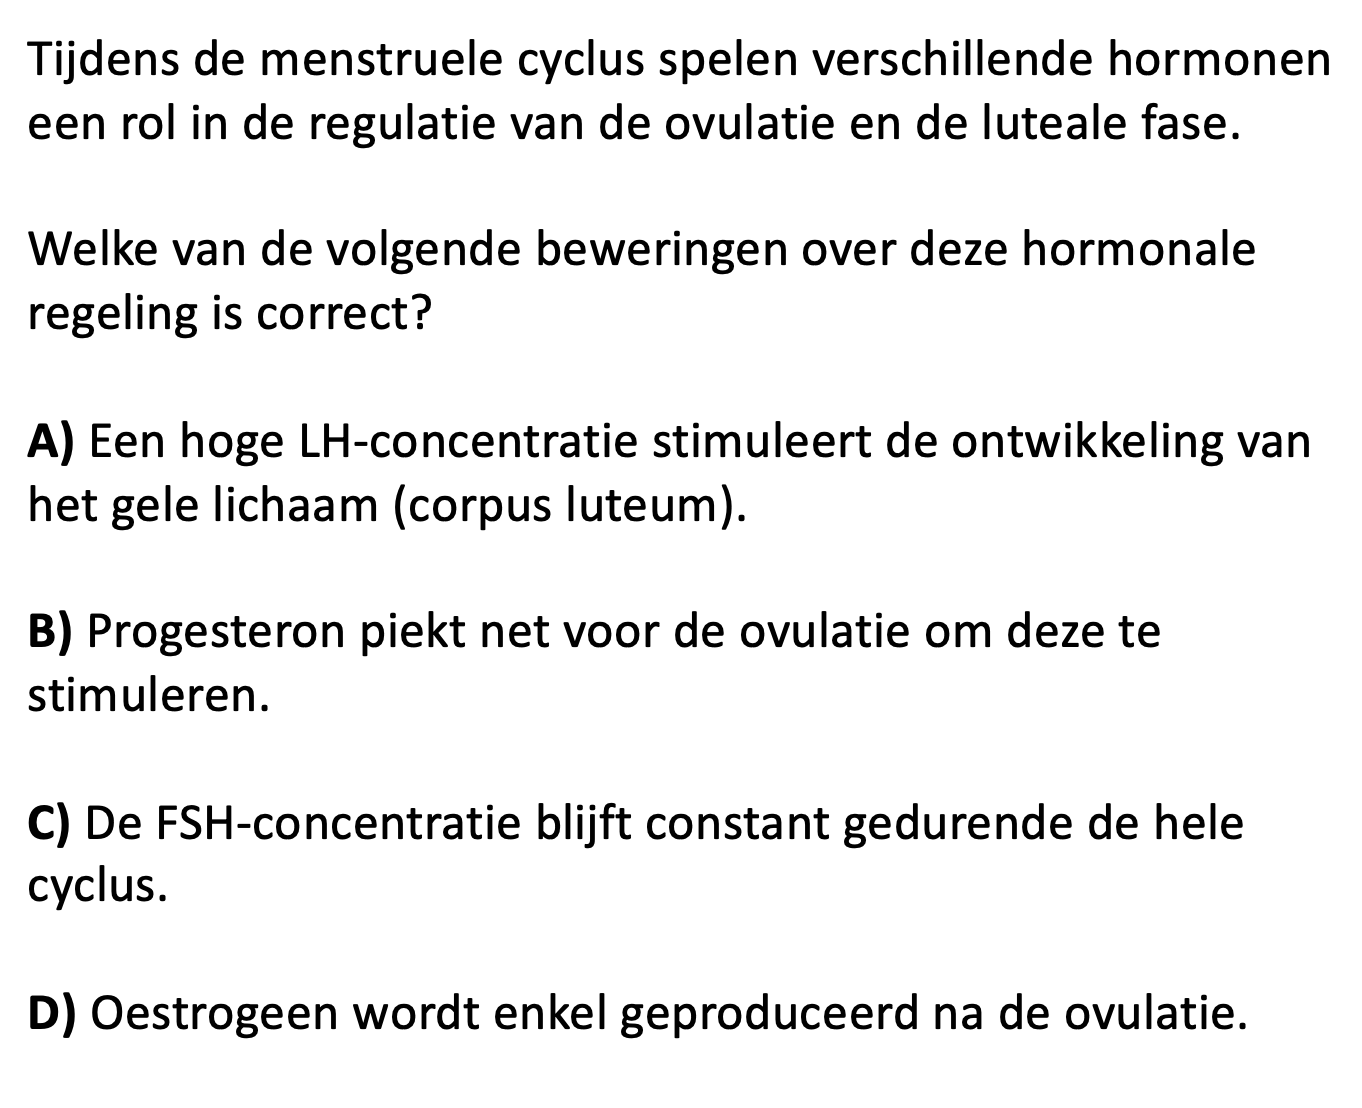 Tijdens de menstruele cyclus spelen verschillende hormonen
een rol in de regulatie van de ovulatie en de luteale fase.
Welke van de volgende beweringen over deze hormonale
regeling is correct?
A) Een hoge LH-concentratie stimuleert de ontwikkeling van
het gele lichaam (corpus luteum).
B) Progesteron piekt net voor de ovulatie om deze te
stimuleren.
C) De FSH-concentratie blijft constant gedurende de hele
cyclus.
D) Oestrogeen wordt enkel geproduceerd na de ovulatie.